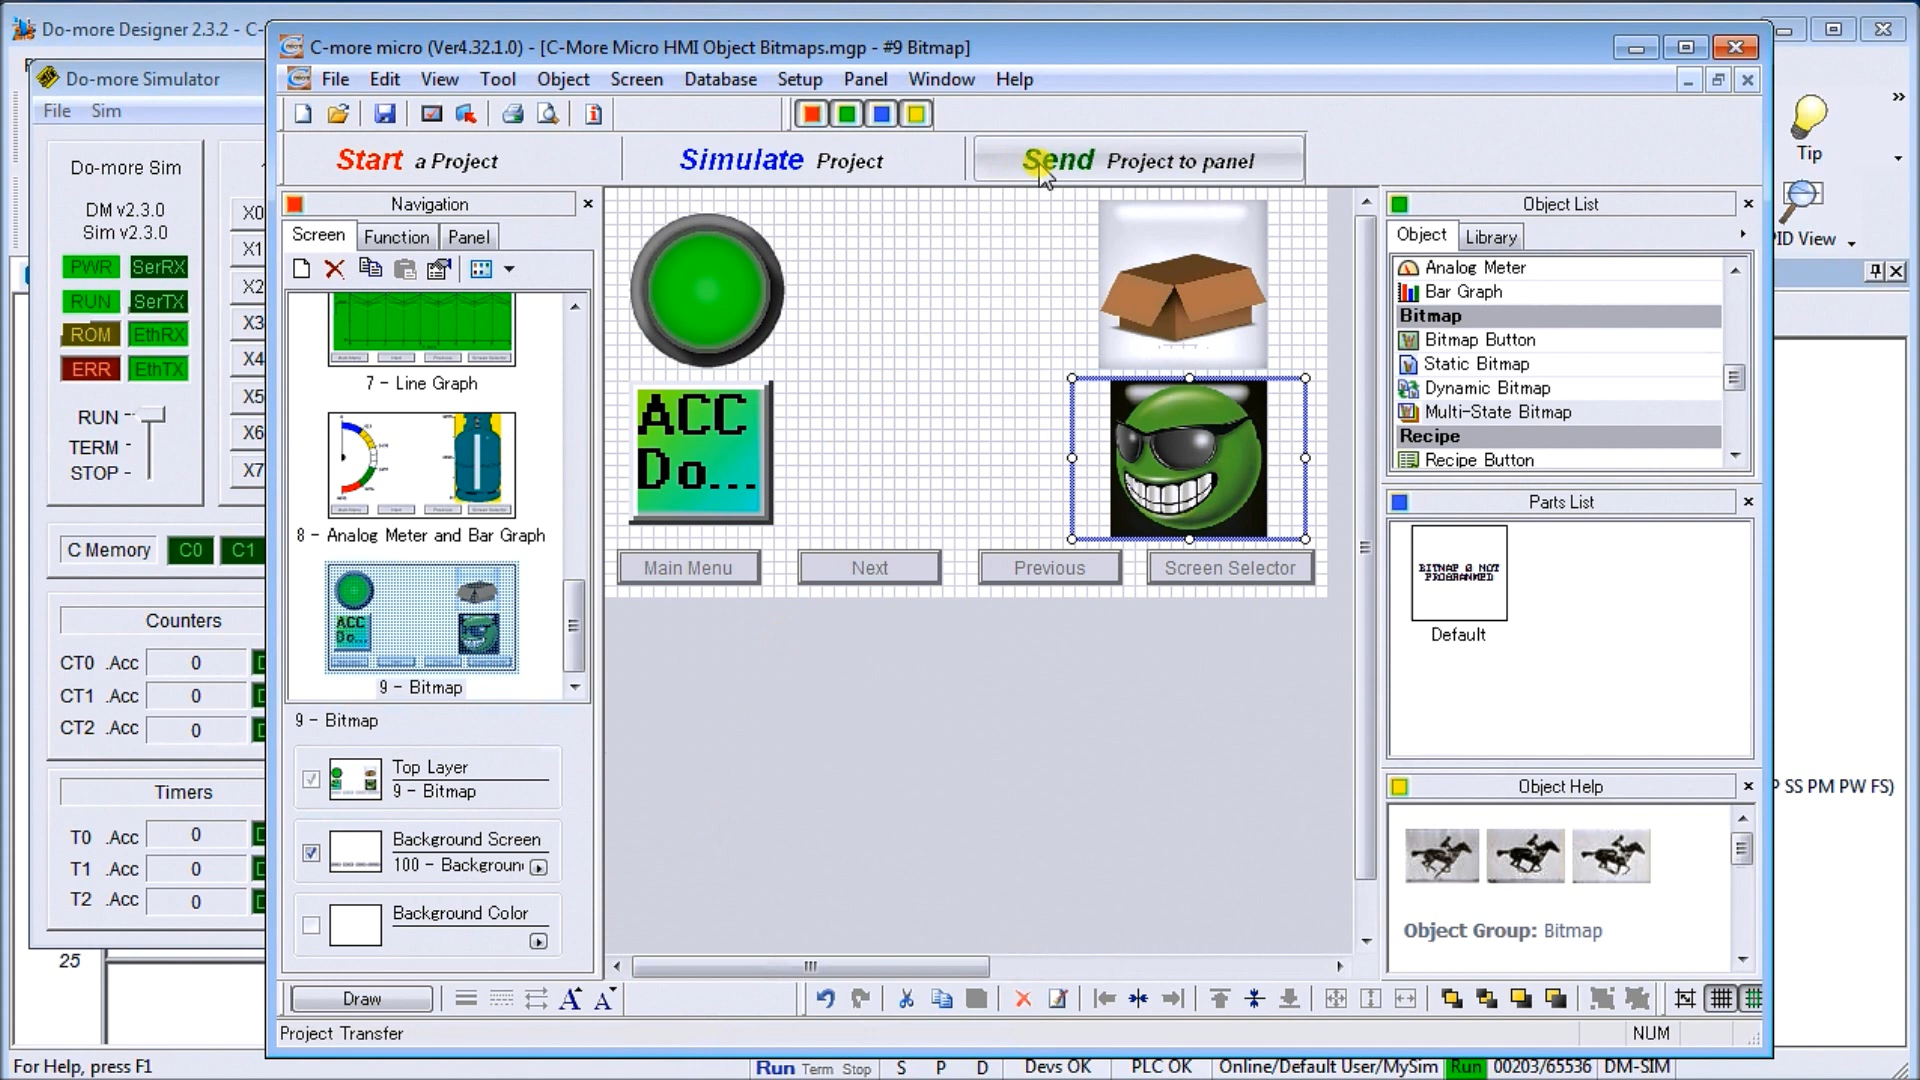 Do-more Designer 2.3.2 - C-
Do-more Simulator
File Sim
Do-more Sim
DM v2.3.0
Sim v2.3.0
PWR SerRX
RUN SerTX
ROM EthRX
ERR EthTX
RUN
TERM
STOP
X0
X1
X2
X3
X4
X5
X6
X7
C Memory C0 C1
Counters
CT0 .Acc 0
CT1 .Acc 0
CT2 .Acc 0
Timers
T0 .Acc 0
T1 .Acc 0
T2 .Acc 0
25
For Help, press F1
C-more micro (Ver4.32.1.0) - [C-More Micro HMI Object Bitmaps.mgp - #9 Bitmap]
File Edit View Tool Object Screen Database Setup Panel Window Help
Start a Project
Simulate Project
Send Project to panel
Navigation
Screen Function Panel
7 - Line Graph
8 - Analog Meter and Bar Graph
ACC
Do...
9 - Bitmap
9 - Bitmap
Top Layer
9 - Bitmap
Background Screen
100 - Backgroun
Background Color
ACC
Do...
Main Menu Next Previous Screen Selector
Object List
Object Library
Analog Meter
Bar Graph
Bitmap
Bitmap Button
Static Bitmap
Dynamic Bitmap
Multi-State Bitmap
Recipe
Recipe Button
Parts List
BITMAP IS NOT
PROGRAMMED
Default
Object Help
Object Group: Bitmap
Draw
Project Transfer
NUM
Tip
PID View
P SS PM PW FS)
Run Term Stop S P D Devs OK PLC OK Online/Default User/MySim Run 00203/65536 DM-SIM